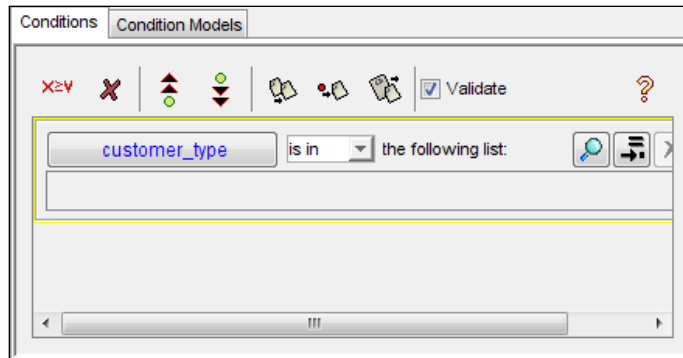 Conditions Condition Models
X≥Y Validate ?
customer_type is in the following list: